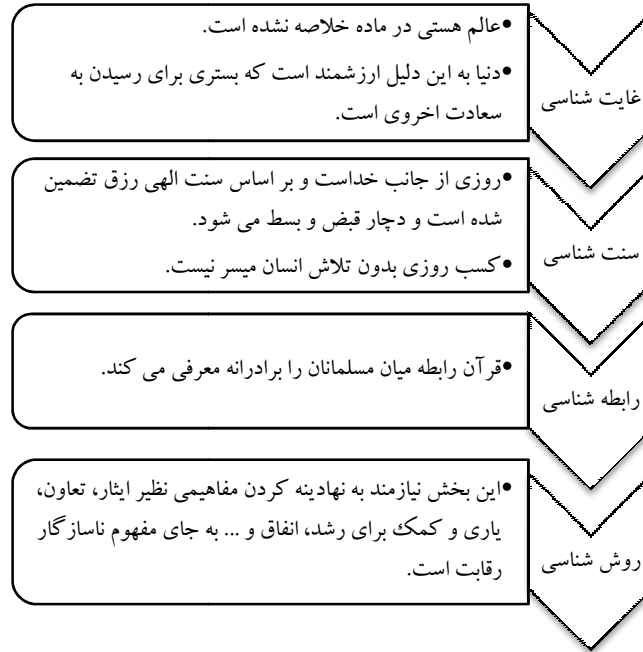 غایت شناسی
•عالم هستی در ماده خلاصه نشده است.
•دنیا به این دلیل ارزشمند است که بستری برای رسیدن به
سعادت اخروی است.
سنت شناسی
•روزی از جانب خداست و بر اساس سنت الهی رزق تضمین
شده است و دچار قبض و بسط می شود.
•کسب روزی بدون تلاش انسان میسر نیست.
رابطه شناسی
•قرآن رابطه میان مسلمانان را برادرانه معرفی می کند.
روش شناسی
•این بخش نیازمند به نهادینه کردن مفاهیمی نظیر ایثار، تعاون،
یاری و کمک برای رشد، انفاق و ... به جای مفهوم ناسازگار
رقابت است.